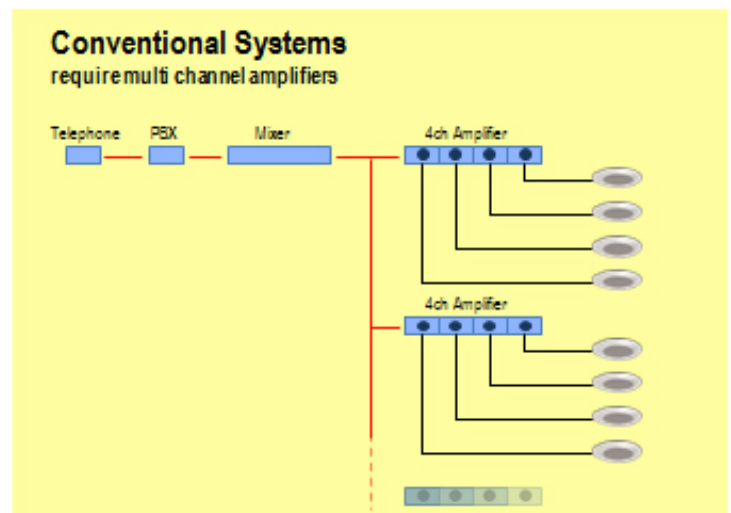 Conventional Systems
require multi channel amplifiers
Telephone PBX Mixer 4ch Amplifier
4ch Amplifier